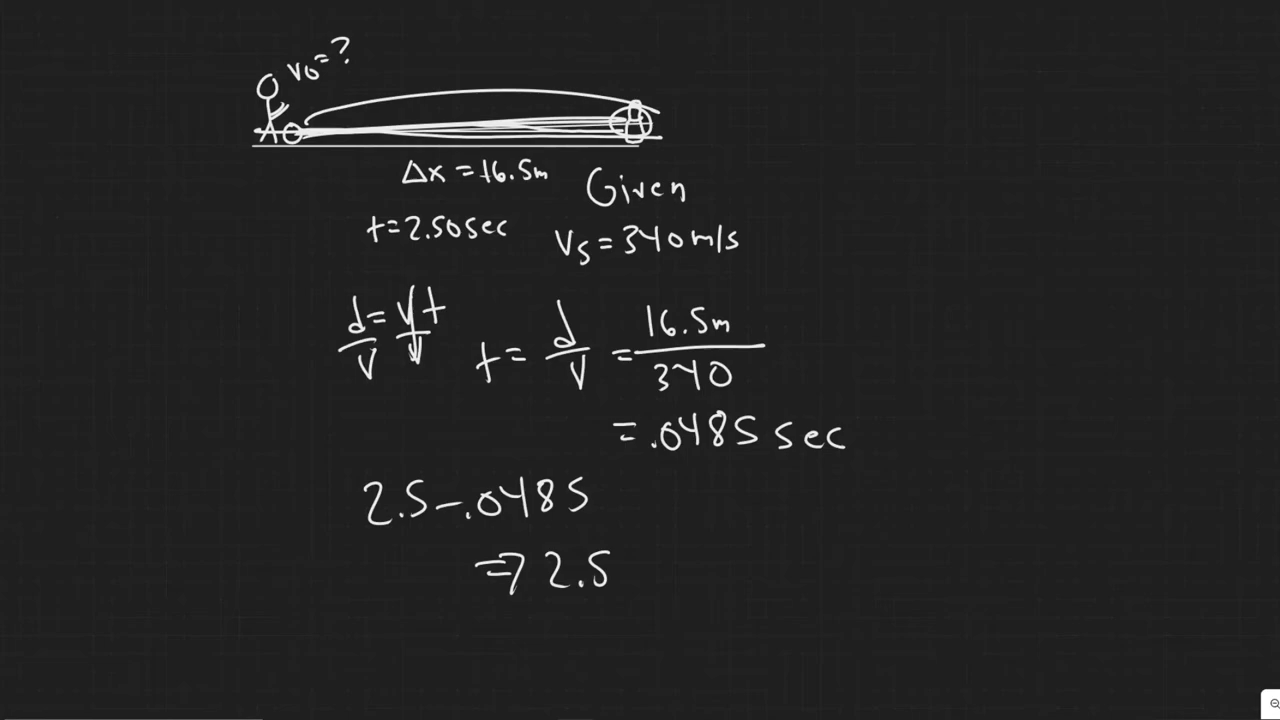 v₀=?
Δx = 16.5m
Given
t=2.50sec
Vs = 340 m/s
d = Vt
V V
t = d/V = 16.5m/340
= .0485 sec
2.5-.0485
=> 2.5